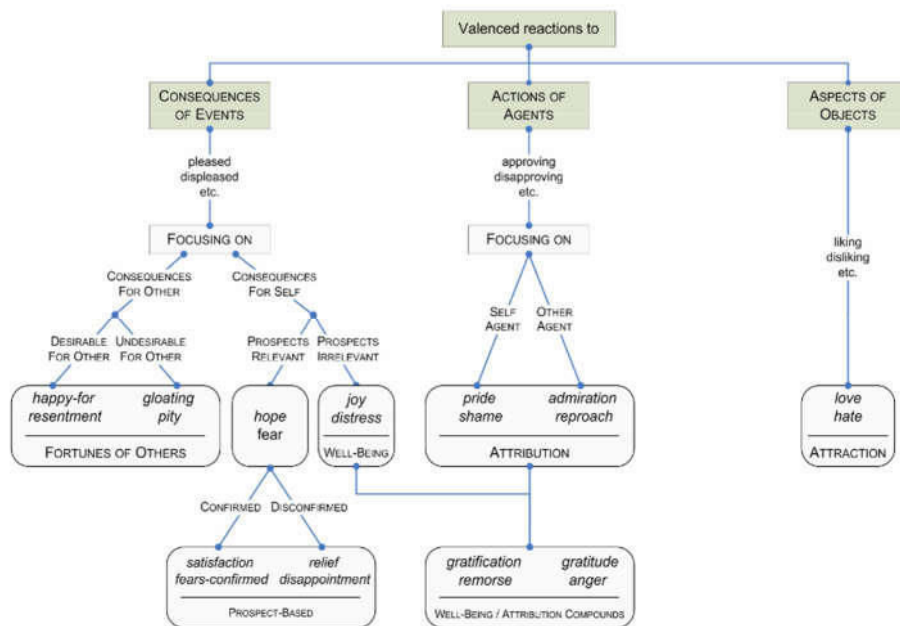 Valenced reactions to
CONSEQUENCES OF EVENTS
ACTIONS OF AGENTS
ASPECTS OF OBJECTS
pleased
displeased
etc.
approving
disapproving
etc.
liking
disliking
etc.
FOCUSING ON
FOCUSING ON
CONSEQUENCES FOR OTHER
CONSEQUENCES FOR SELF
SELF AGENT
OTHER AGENT
DESIRABLE FOR OTHER
UNDESIRABLE FOR OTHER
PROSPECTS RELEVANT
PROSPECTS IRRELEVANT
happy-for
resentment
gloating
pity
FORTUNES OF OTHERS
hope
fear
joy
distress
WELL-BEING
pride
shame
admiration
reproach
ATTRIBUTION
love
hate
ATTRACTION
CONFIRMED
DISCONFIRMED
satisfaction
fears-confirmed
relief
disappointment
PROSPECT-BASED
gratification
remorse
gratitude
anger
WELL-BEING / ATTRIBUTION COMPOUNDS